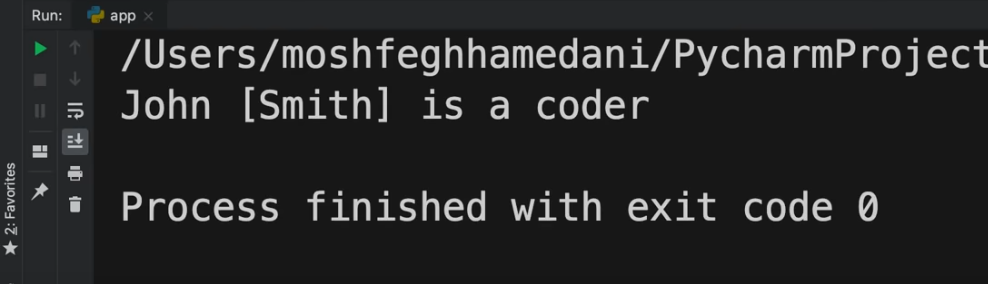 Run: app
/Users/moshfeghhamedani/PycharmProject
John [Smith] is a coder
Process finished with exit code 0
2: Favorites